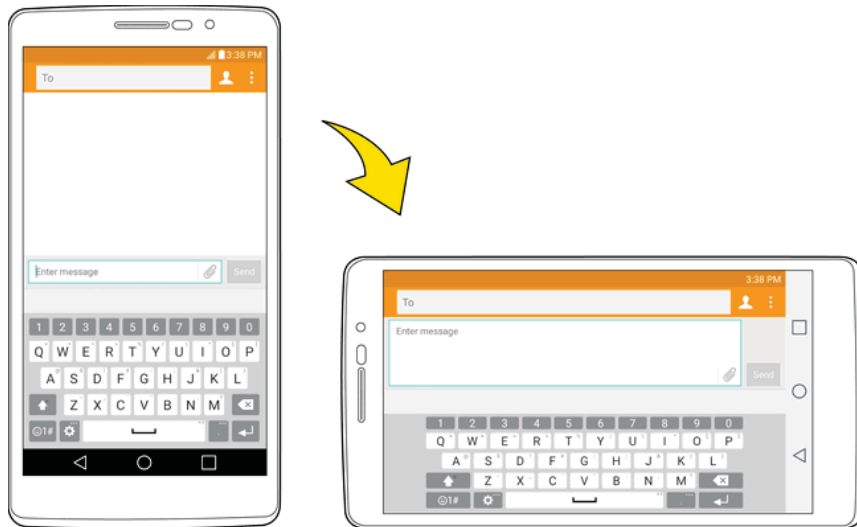 3:38 PM
To
Enter message
Send
1 2 3 4 5 6 7 8 9 0
Q W E R T Y U I O P
A S D F G H J K L
Z X C V B N M
1# .
3:38 PM
To
Enter message
Send
1 2 3 4 5 6 7 8 9 0
Q W E R T Y U I O P
A S D F G H J K L
Z X C V B N M
1# .